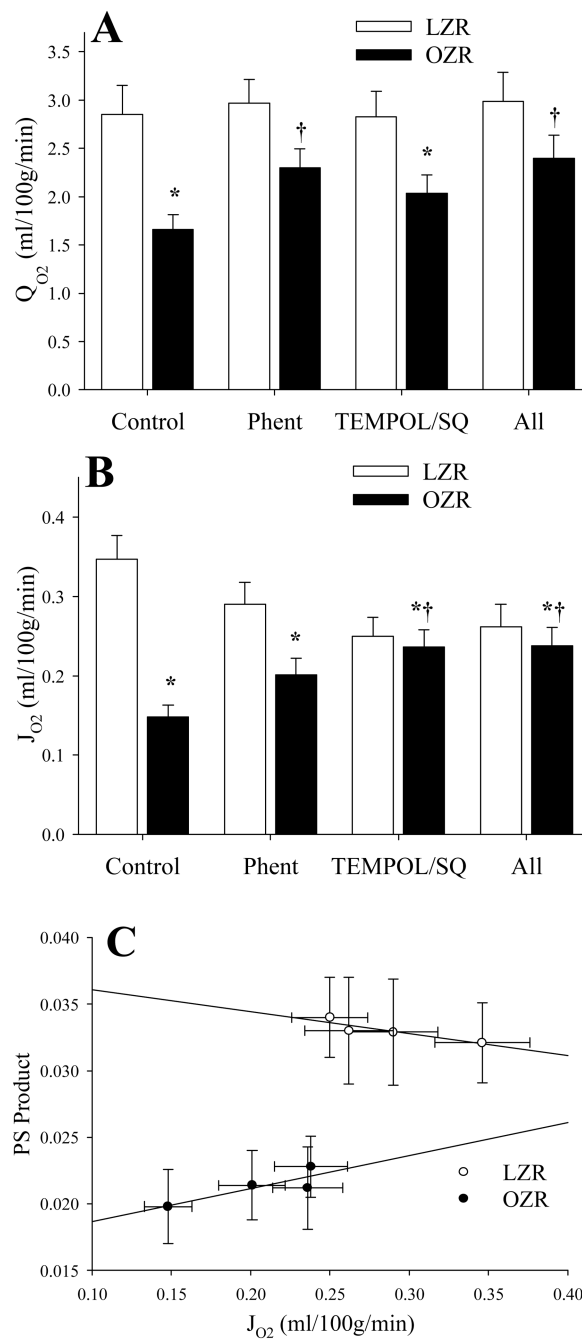 A
LZR
OZR
3.5
3.0
2.5
2.0
1.5
1.0
0.5
0.0
QO2 (ml/100g/min)
*
†
*
†
Control Phent TEMPOL/SQ All
B
LZR
OZR
0.4
0.3
0.2
0.1
0.0
JO2 (ml/100g/min)
*
*
*†
*†
Control Phent TEMPOL/SQ All
C
0.040
0.035
0.030
0.025
0.020
0.015
PS Product
LZR
OZR
0.10 0.15 0.20 0.25 0.30 0.35 0.40
JO2 (ml/100g/min)